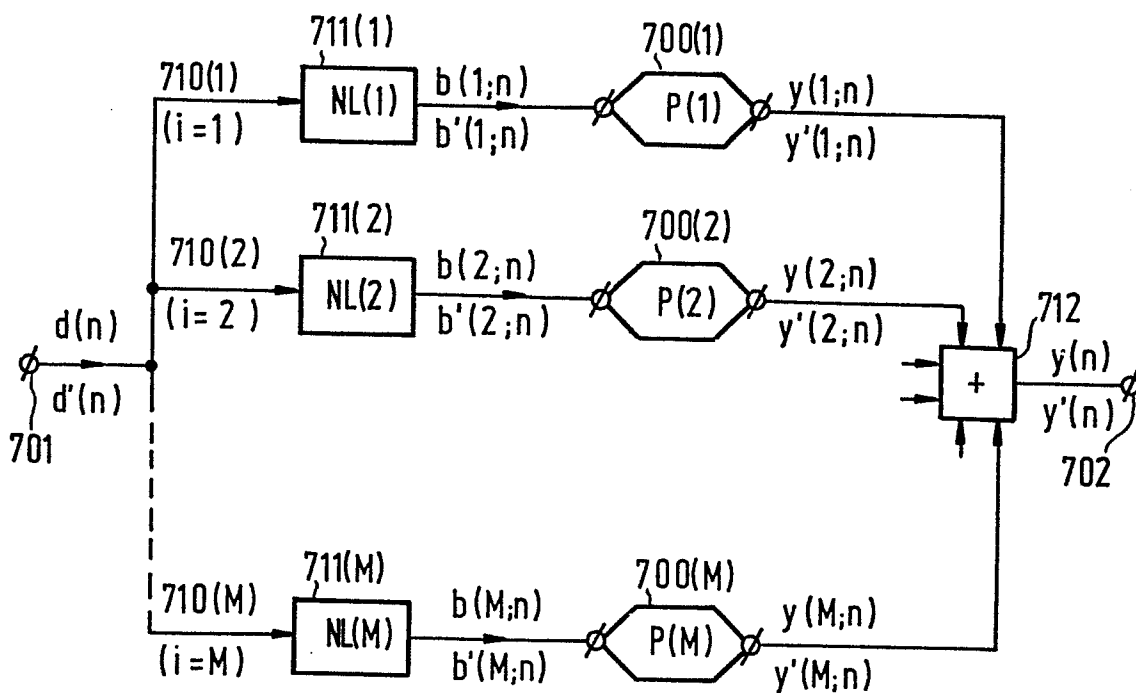 711(1)
700(1)
710(1)
NL(1)
b(1;n)
P(1)
y(1;n)
(i=1)
b'(1;n)
y'(1;n)
711(2)
700(2)
710(2)
NL(2)
b(2;n)
P(2)
y(2;n)
(i=2)
b'(2;n)
y'(2;n)
712
d(n)
+
y(n)
d'(n)
y'(n)
701
702
711(M)
700(M)
710(M)
NL(M)
b(M;n)
P(M)
y(M;n)
(i=M)
b'(M;n)
y'(M;n)